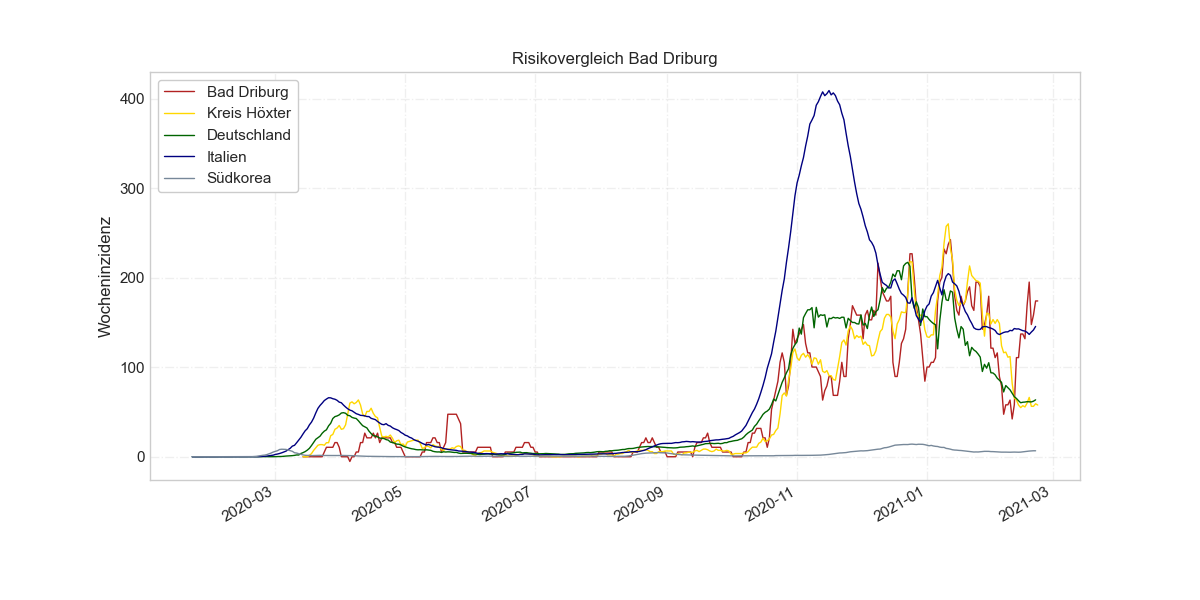 Risikovergleich Bad Driburg
Bad Driburg
Kreis Höxter
Deutschland
Italien
Südkorea
Wocheninzidenz
400
300
200
100
0
2020-03
2020-05
2020-07
2020-09
2020-11
2021-01
2021-03